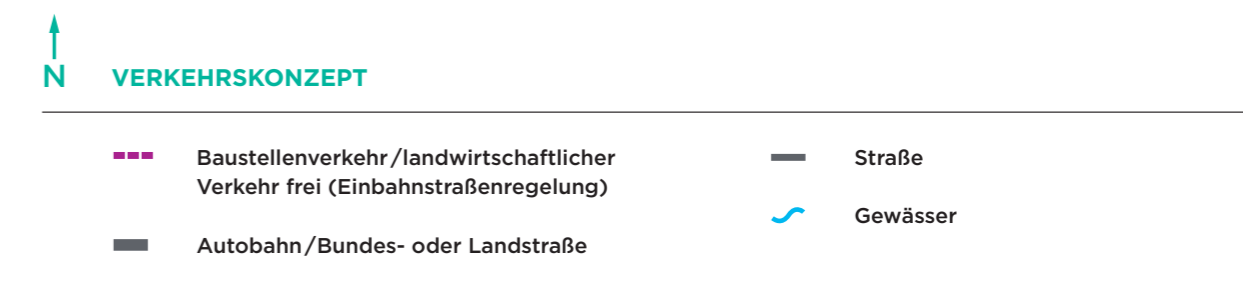 N VERKEHRSKONZEPT
Baustellenverkehr/landwirtschaftlicher
Verkehr frei (Einbahnstraßenregelung)
Autobahn/Bundes- oder Landstraße
Straße
Gewässer